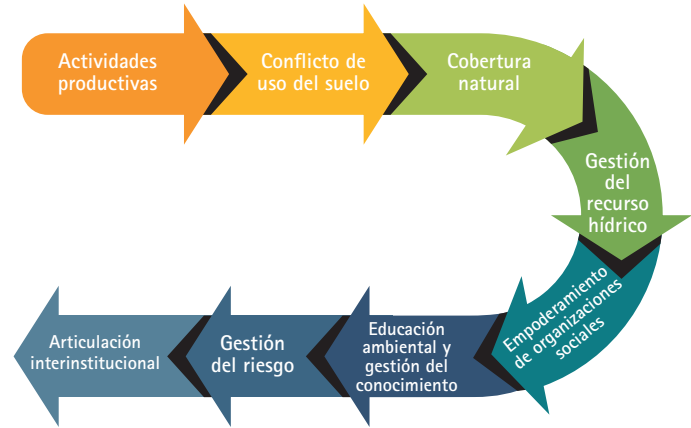 Actividades
productivas
Conflicto de
uso del suelo
Cobertura
natural
Gestión
del
recurso
hídrico
Empoderamiento
de organizaciones
sociales
Educación
ambiental y
gestión del
conocimiento
Gestión
del riesgo
Articulación
interinstitucional